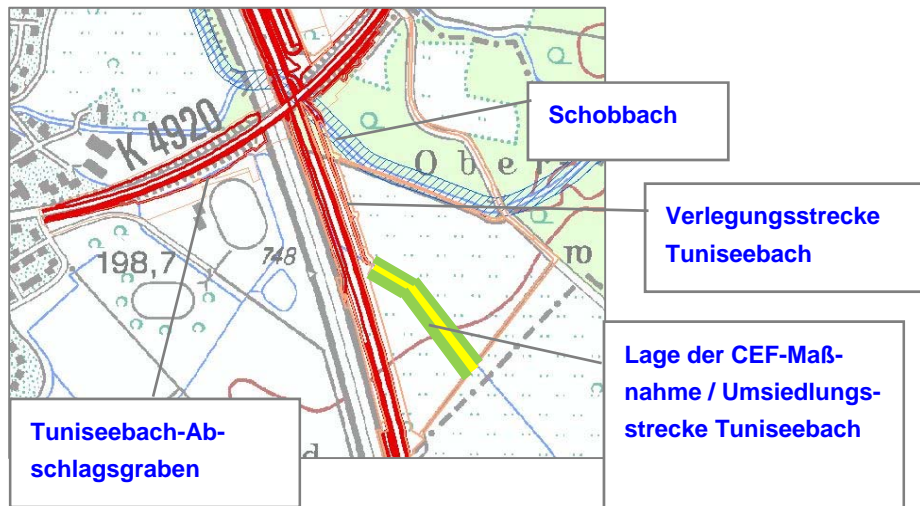 Schobbach
K 4920
O b e r
Verlegungsstrecke
Tuniseebach
198,7
748
m
Lage der CEF-Maß-
nahme / Umsiedlungs-
strecke Tuniseebach
Tuniseebach-Ab-
schlagsgraben
d